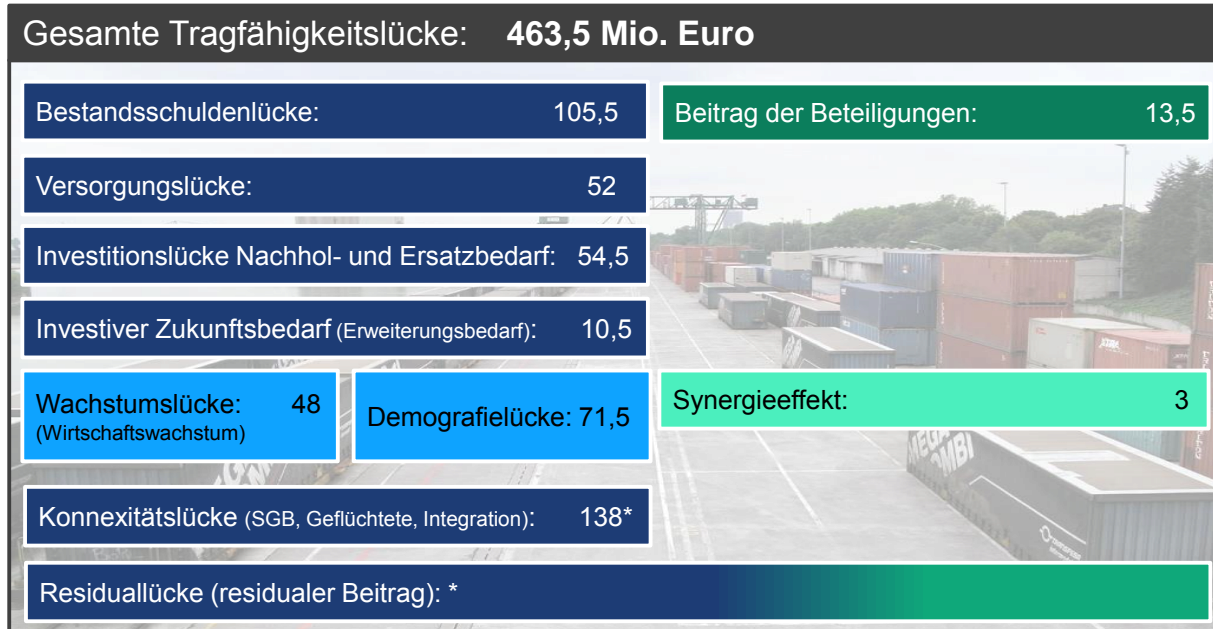 Gesamte Tragfähigkeitslücke: 463,5 Mio. Euro
Bestandsschuldenlücke: 105,5
Beitrag der Beteiligungen: 13,5
Versorgungslücke: 52
Investitionslücke Nachhol- und Ersatzbedarf: 54,5
Investiver Zukunftsbedarf (Erweiterungsbedarf): 10,5
Wachstumslücke: 48
(Wirtschaftswachstum)
Demografielücke: 71,5
Synergieeffekt: 3
Konnexitätslücke (SGB, Geflüchtete, Integration): 138*
Residuallücke (residualer Beitrag): *